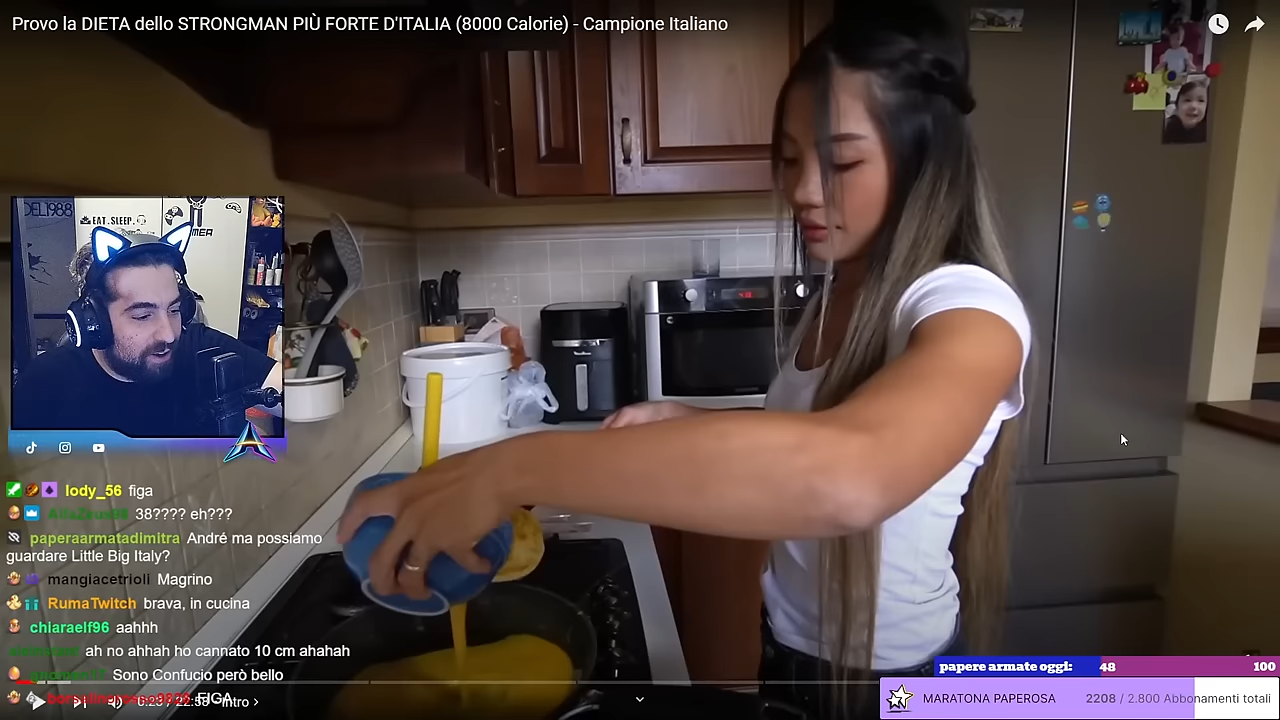 Provo la DIETA dello STRONGMAN PIÙ FORTE D'ITALIA (8000 Calorie) - Campione Italiano
DEL1988
EAT.SLEEP.
lody_56 figa
38???? eh???
paperaarmatadimitra André ma possiamo
guardare Little Big Italy?
mangiacetrioli Magrino
RumaTwitch brava, in cucina
chiaraelf96 aahhh
ah no ahhah ho cannato 10 cm ahahah
Sono Confucio però bello
FIGA
Intro ›
papere armate oggi: 48 100
MARATONA PAPEROSA 2208 / 2.800 Abbonamenti totali